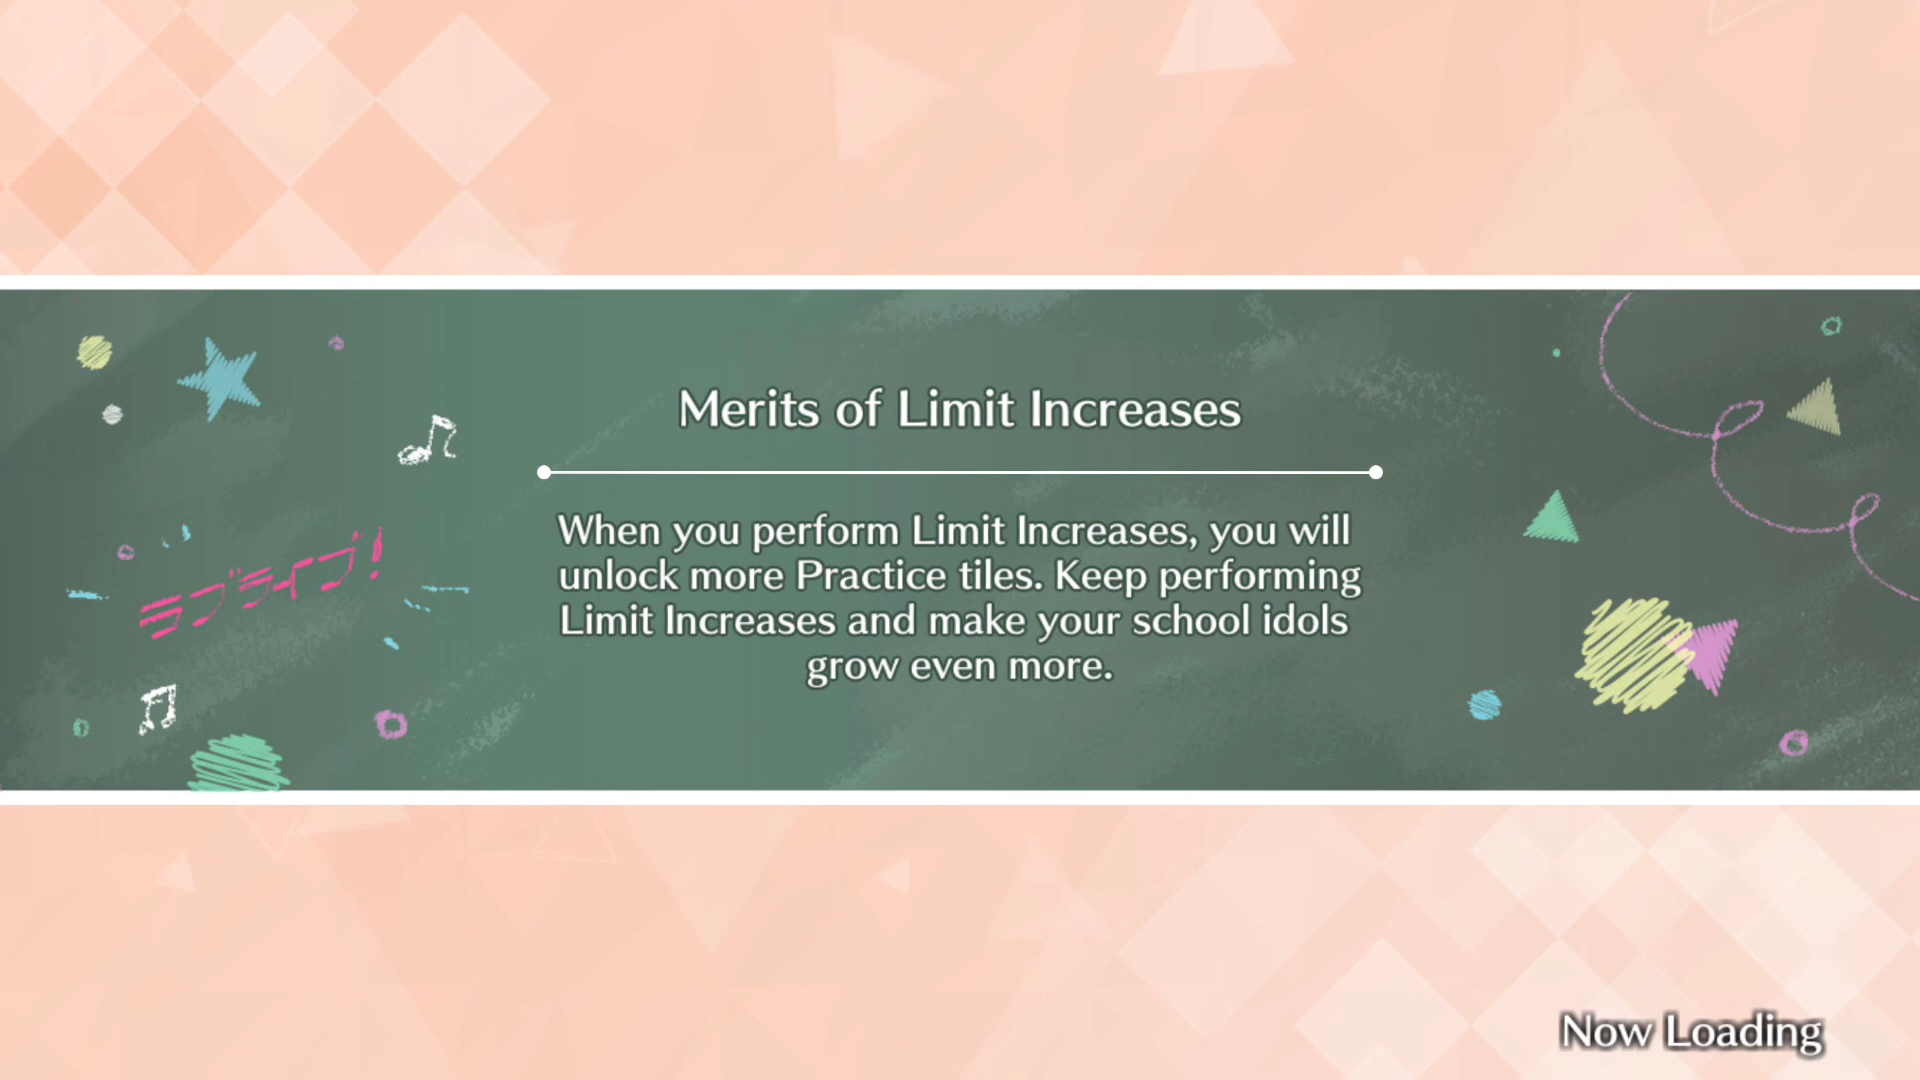 Merits of Limit Increases
When you perform Limit Increases, you will
unlock more Practice tiles. Keep performing
Limit Increases and make your school idols
grow even more.
ラブライブ!
Now Loading